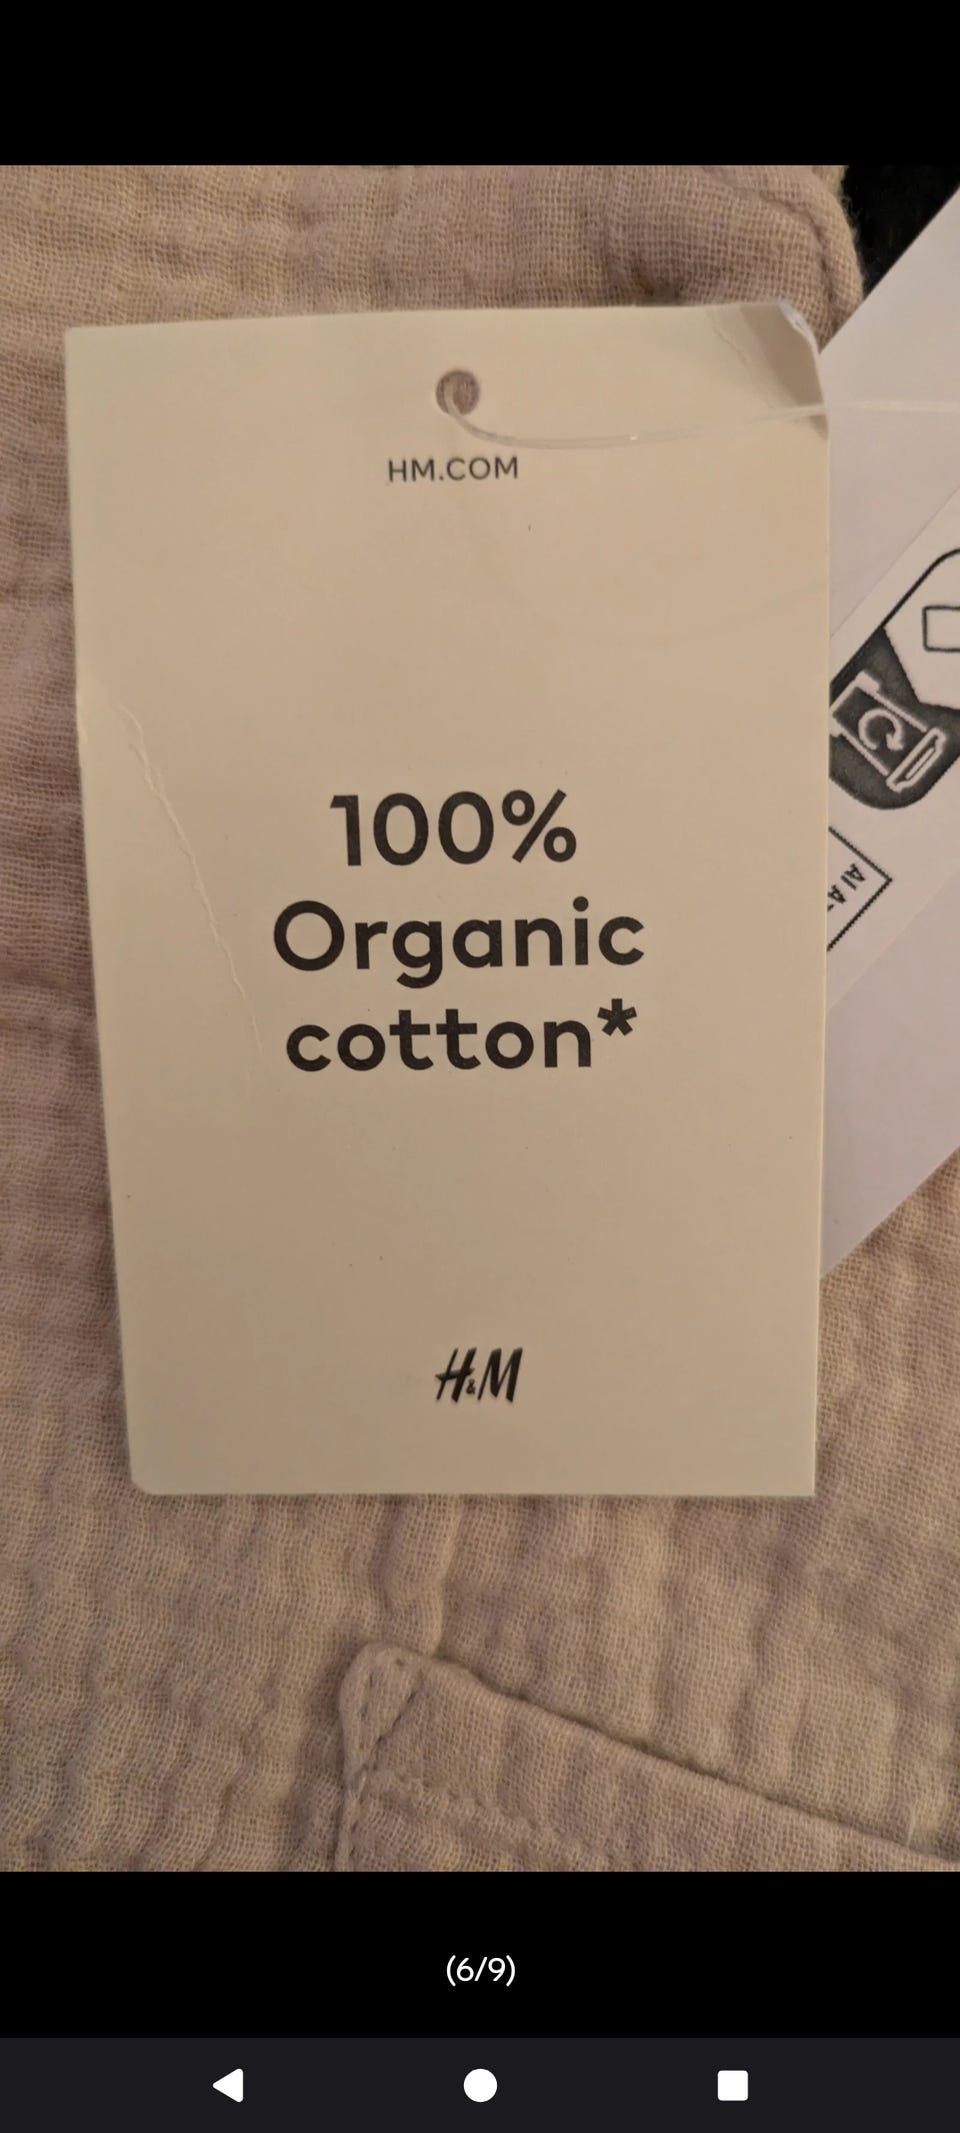 HM.COM
100%
Organic
cotton*
H&M
(6/9)